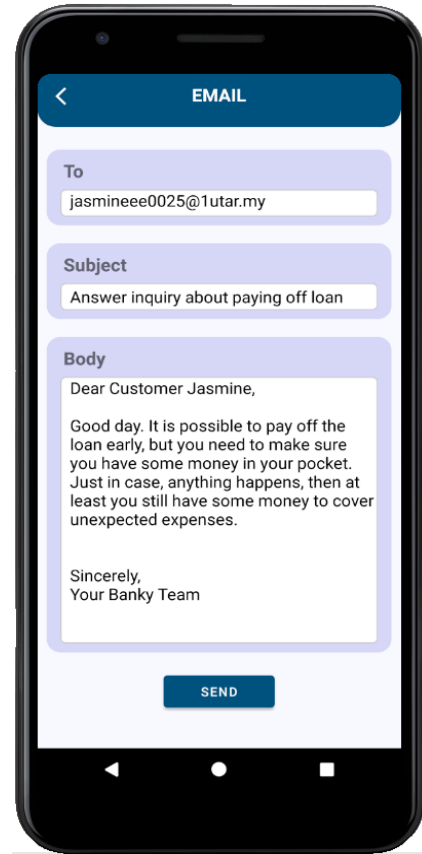 EMAIL
To
jasmineee0025@1utar.my
Subject
Answer inquiry about paying off loan
Body
Dear Customer Jasmine,
Good day. It is possible to pay off the
loan early, but you need to make sure
you have some money in your pocket.
Just in case, anything happens, then at
least you still have some money to cover
unexpected expenses.
Sincerely,
Your Banky Team
SEND